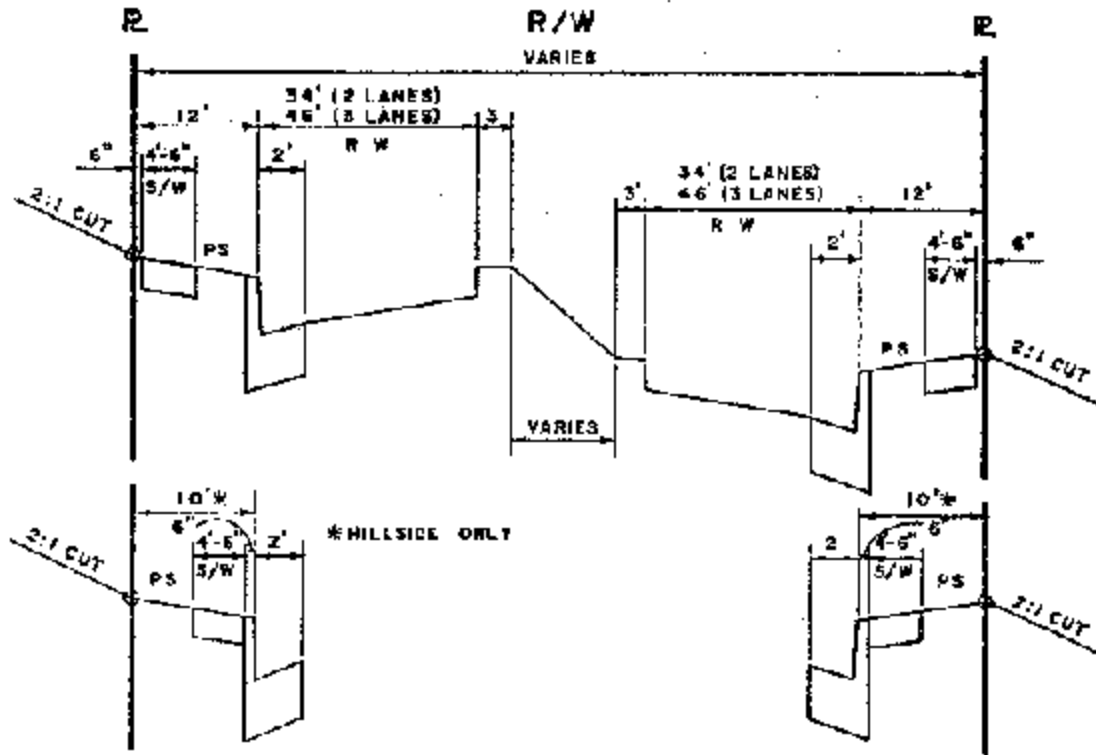 PL
R/W
PL
VARIES
34' (2 LANES)
46' (3 LANES)
12'
3
R W
6"
4'-6"
2'
S/W
2:1 CUT
PS
34' (2 LANES)
46' (3 LANES)
3'
12'
R W
2'
4'-6"
6"
S/W
PS
2:1 CUT
VARIES
10'*
6"
4'-6"
2'
S/W
*HILLSIDE ONLY
2:1 CUT
PS
10'*
6'
2
4'-6"
S/W
PS
2:1 CUT